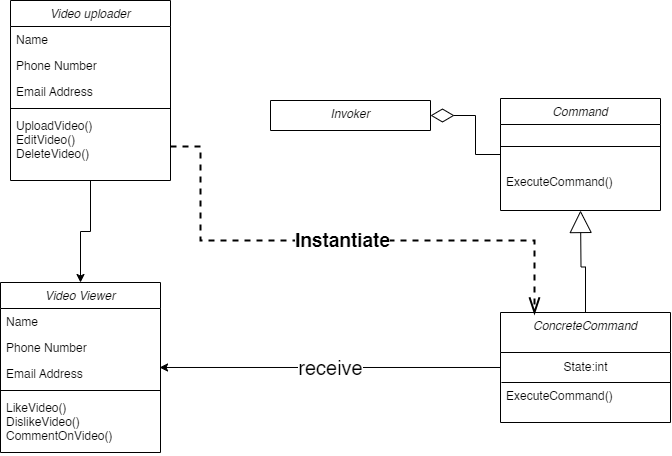 Video uploader
Name
Phone Number
Email Address
UploadVideo()
EditVideo()
DeleteVideo()
Invoker
Command
ExecuteCommand()
Instantiate
Video Viewer
Name
Phone Number
Email Address
LikeVideo()
DislikeVideo()
CommentOnVideo()
receive
ConcreteCommand
State:int
ExecuteCommand()